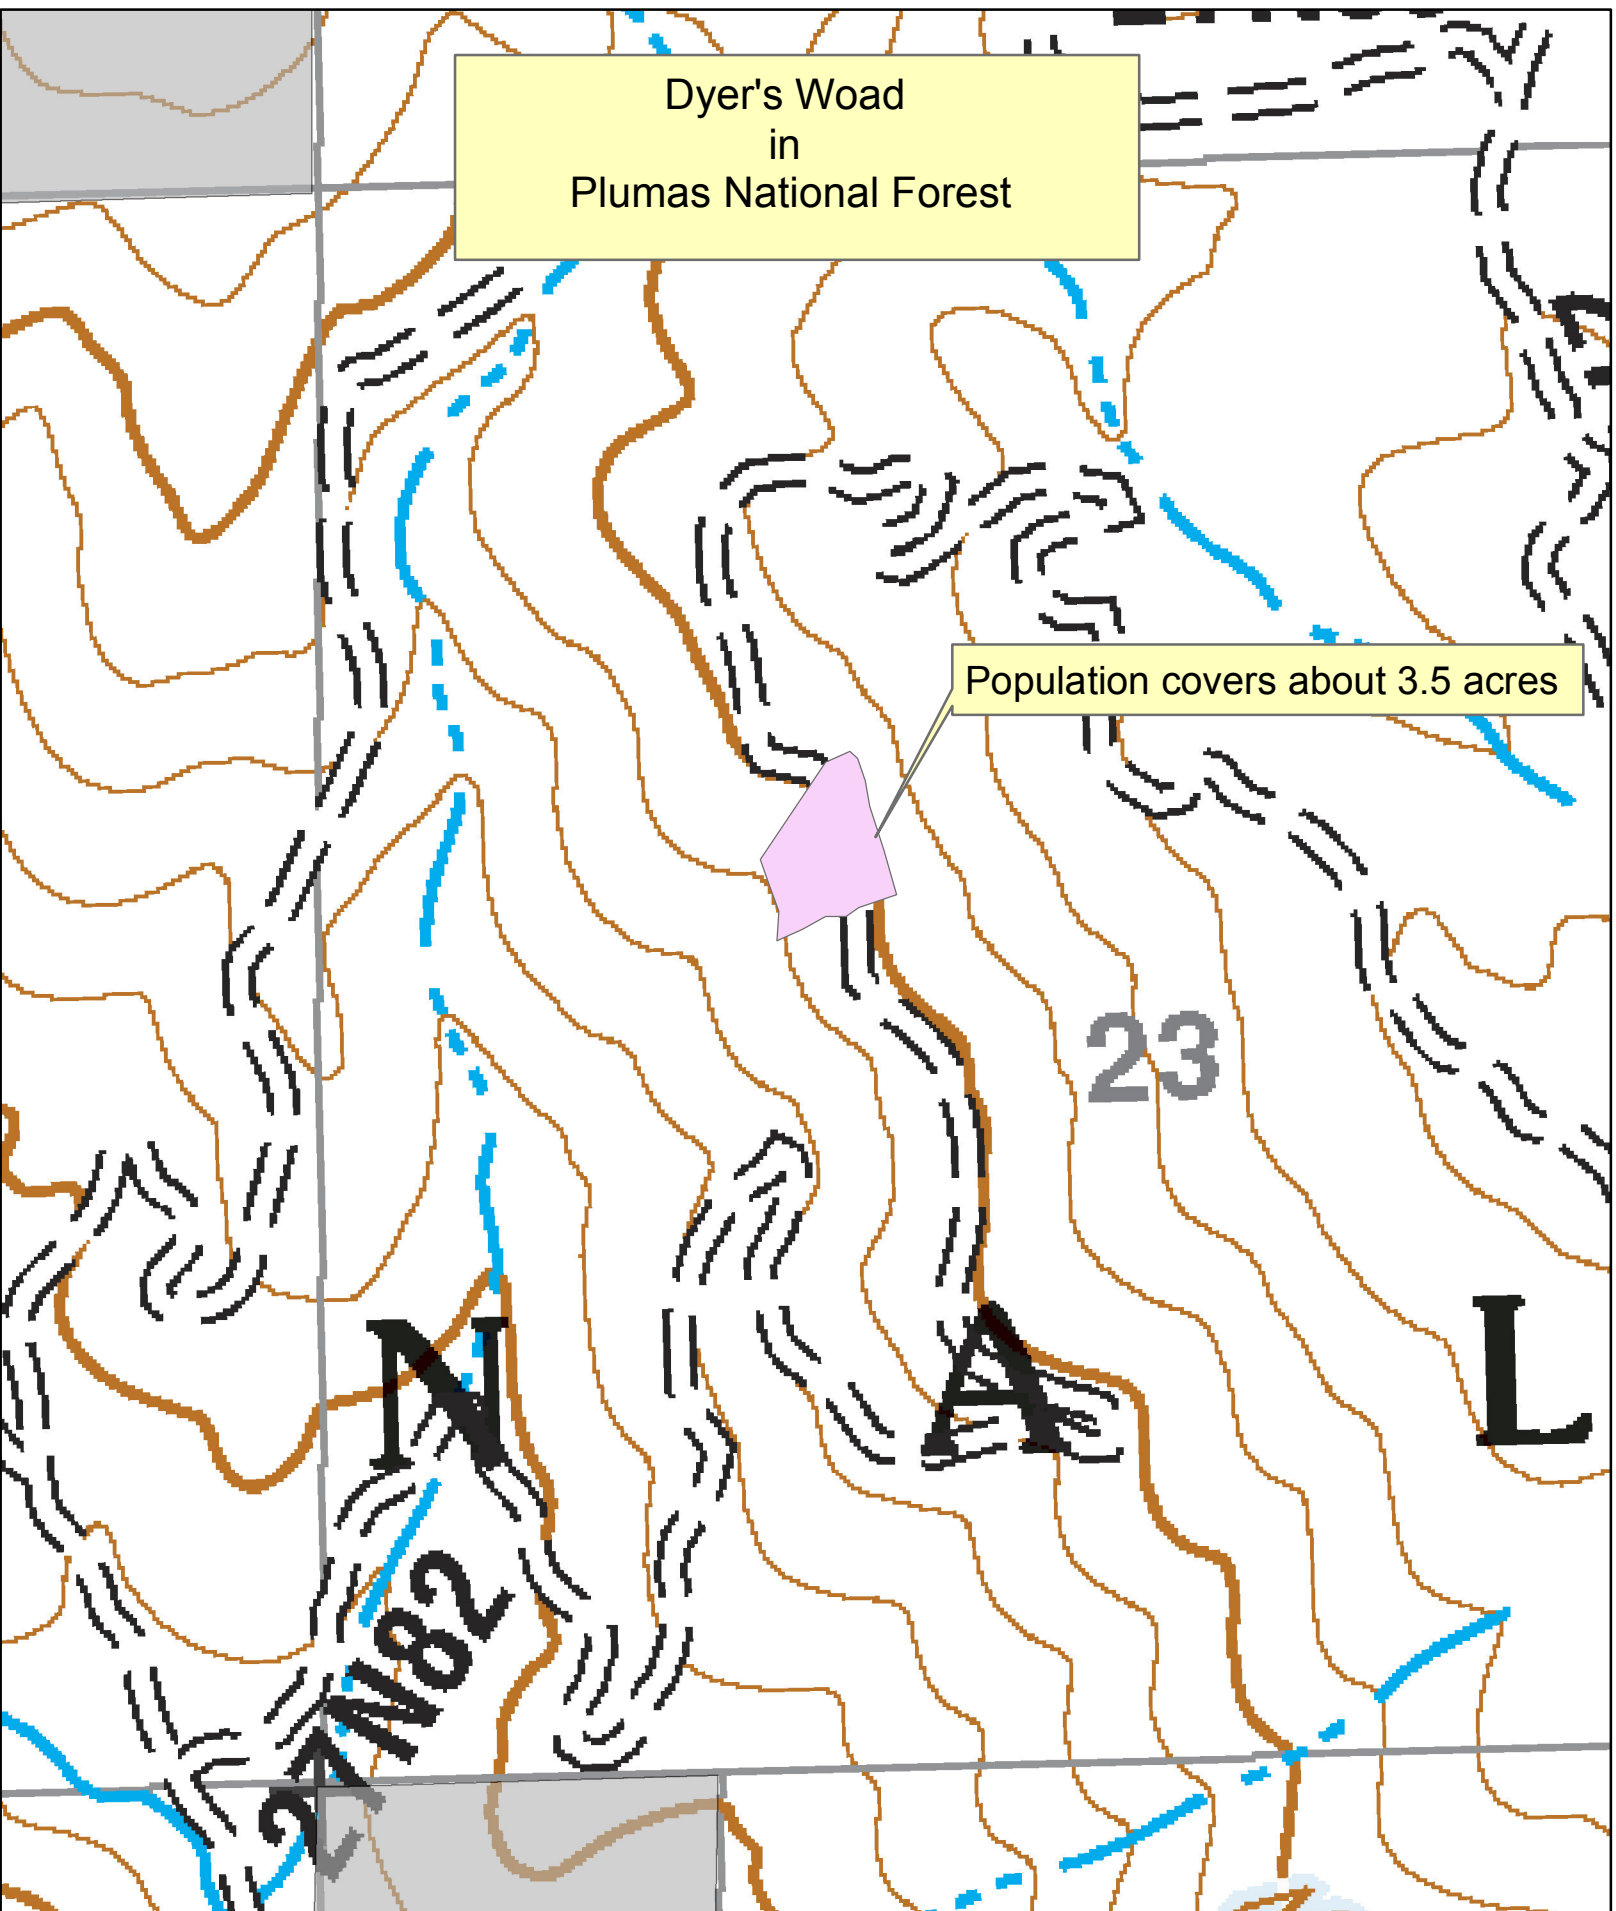 Dyer's Woad
in
Plumas National Forest
Population covers about 3.5 acres
23
N A L
27N82